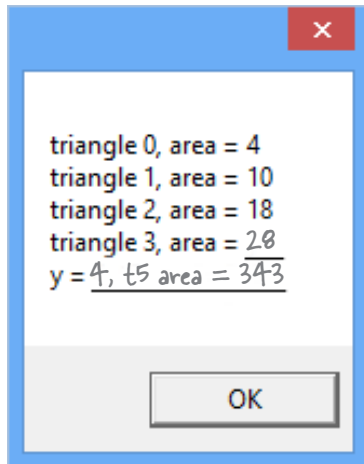 triangle 0, area = 4
triangle 1, area = 10
triangle 2, area = 18
triangle 3, area = 28
y = 4, t5 area = 343
OK